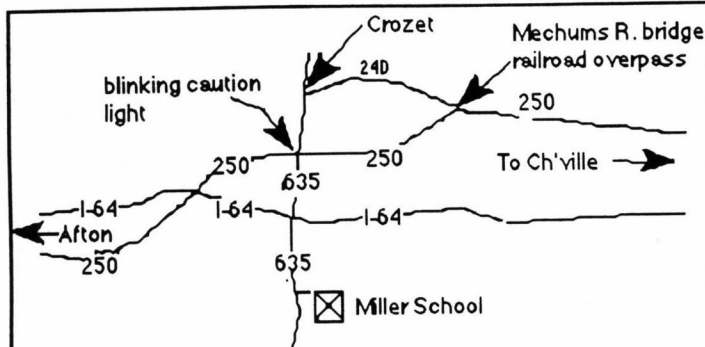 Crozet
Mechums R. bridge
railroad overpass
24D
blinking caution
light
250
250
250
To Ch'ville
635
I-64
I-64
I-64
Afton
250
635
Miller School